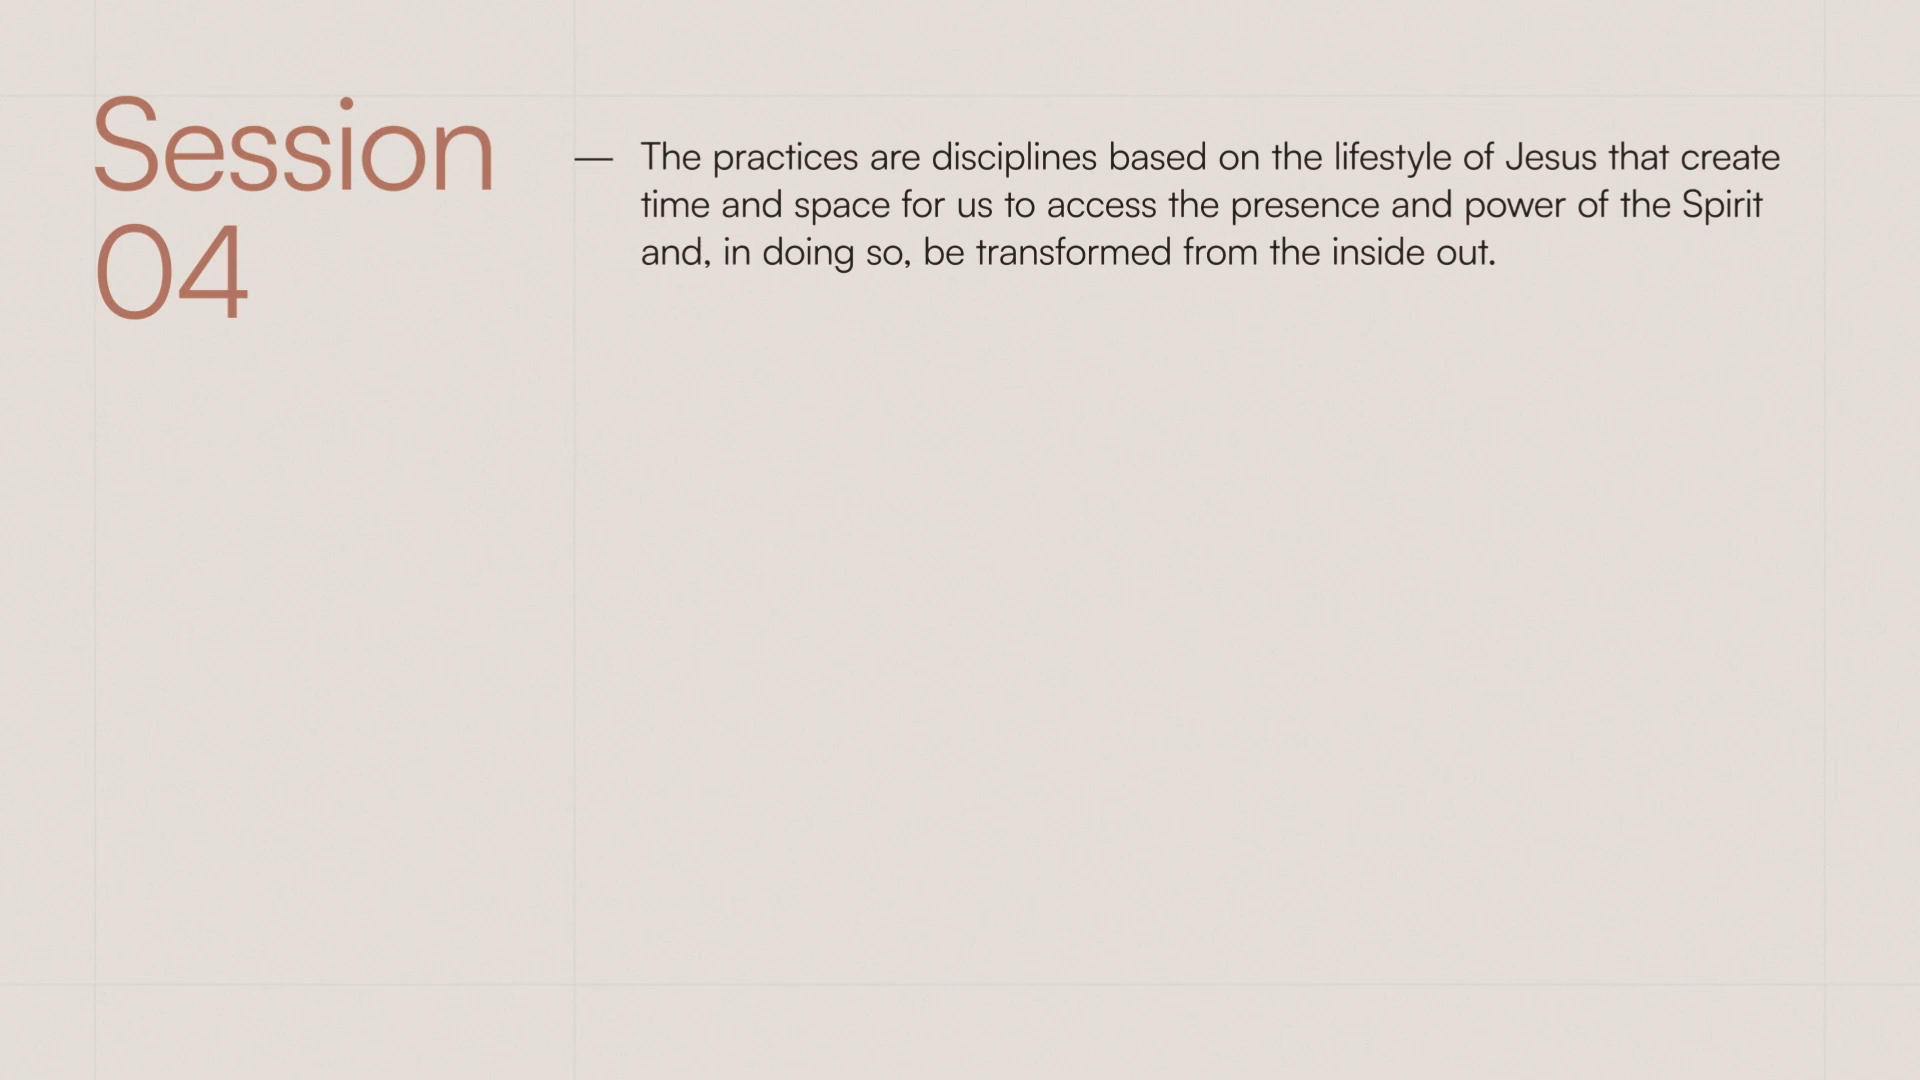 Session
04
— The practices are disciplines based on the lifestyle of Jesus that create
time and space for us to access the presence and power of the Spirit
and, in doing so, be transformed from the inside out.